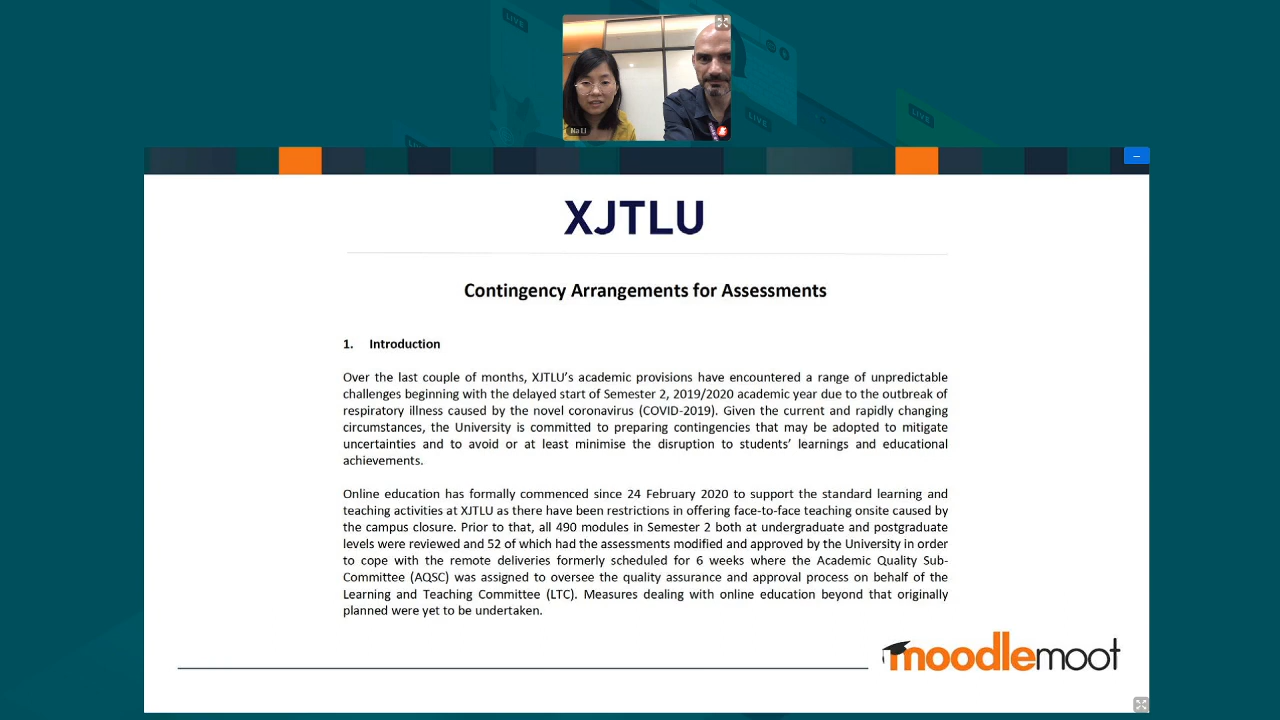 LIVE
LIVE
LIVE
Na Li
XJTLU
Contingency Arrangements for Assessments
1. Introduction
Over the last couple of months, XJTLU’s academic provisions have encountered a range of unpredictable
challenges beginning with the delayed start of Semester 2, 2019/2020 academic year due to the outbreak of
respiratory illness caused by the novel coronavirus (COVID-2019). Given the current and rapidly changing
circumstances, the University is committed to preparing contingencies that may be adopted to mitigate
uncertainties and to avoid or at least minimise the disruption to students’ learnings and educational
achievements.
Online education has formally commenced since 24 February 2020 to support the standard learning and
teaching activities at XJTLU as there have been restrictions in offering face-to-face teaching onsite caused by
the campus closure. Prior to that, all 490 modules in Semester 2 both at undergraduate and postgraduate
levels were reviewed and 52 of which had the assessments modified and approved by the University in order
to cope with the remote deliveries formerly scheduled for 6 weeks where the Academic Quality Sub-
Committee (AQSC) was assigned to oversee the quality assurance and approval process on behalf of the
Learning and Teaching Committee (LTC). Measures dealing with online education beyond that originally
planned were yet to be undertaken.
moodlemoot